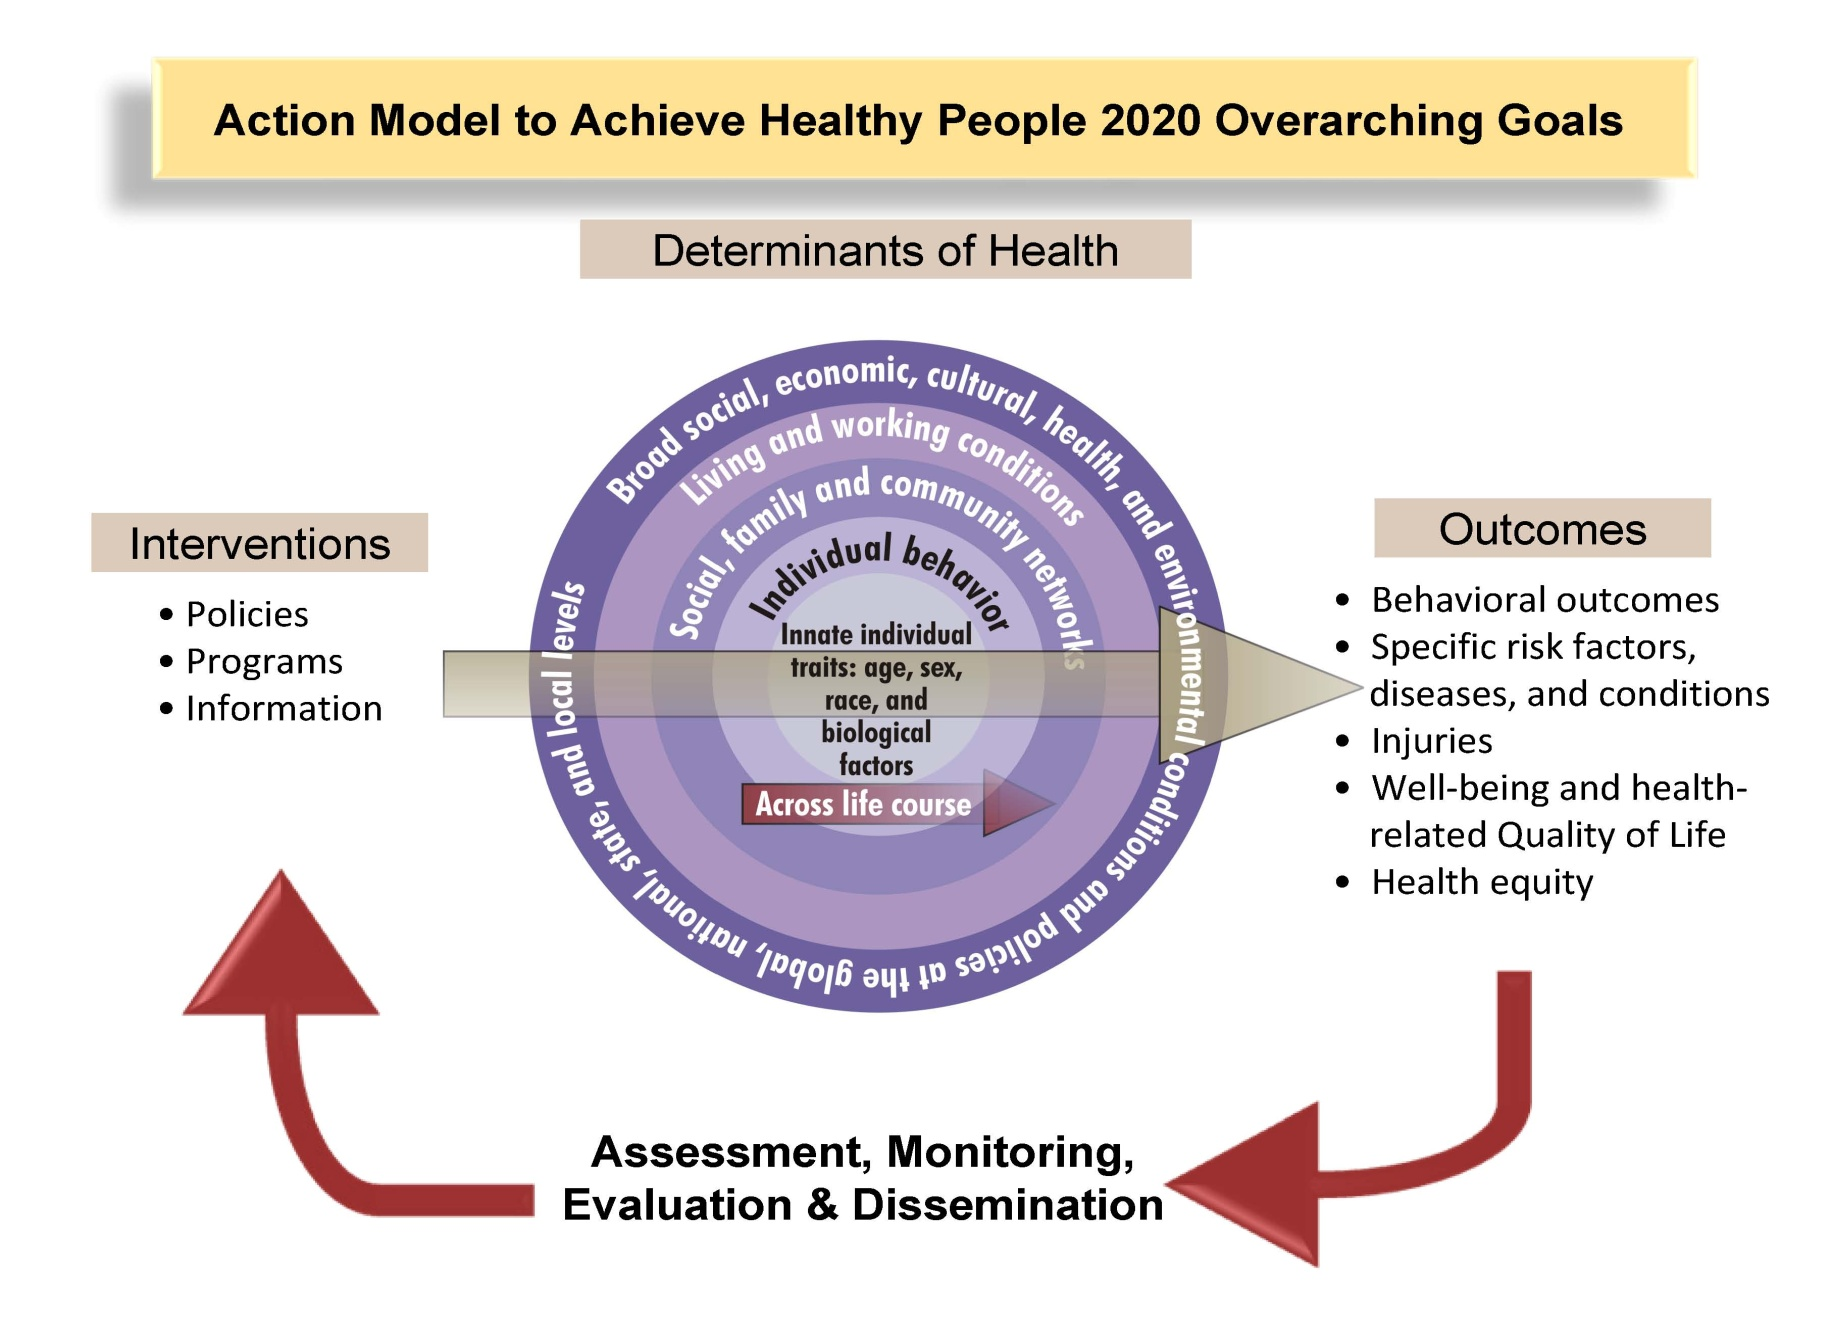 Action Model to Achieve Healthy People 2020 Overarching Goals
Determinants of Health
Broad social, economic, cultural, health, and environmental conditions and policies at the global, national, state, and local levels
Living and working conditions
Social, family and community networks
Individual behavior
Innate individual
traits: age, sex,
race, and
biological
factors
Across life course
Interventions
• Policies
• Programs
• Information
Outcomes
• Behavioral outcomes
• Specific risk factors,
diseases, and conditions
• Injuries
• Well-being and health-
related Quality of Life
• Health equity
Assessment, Monitoring,
Evaluation & Dissemination